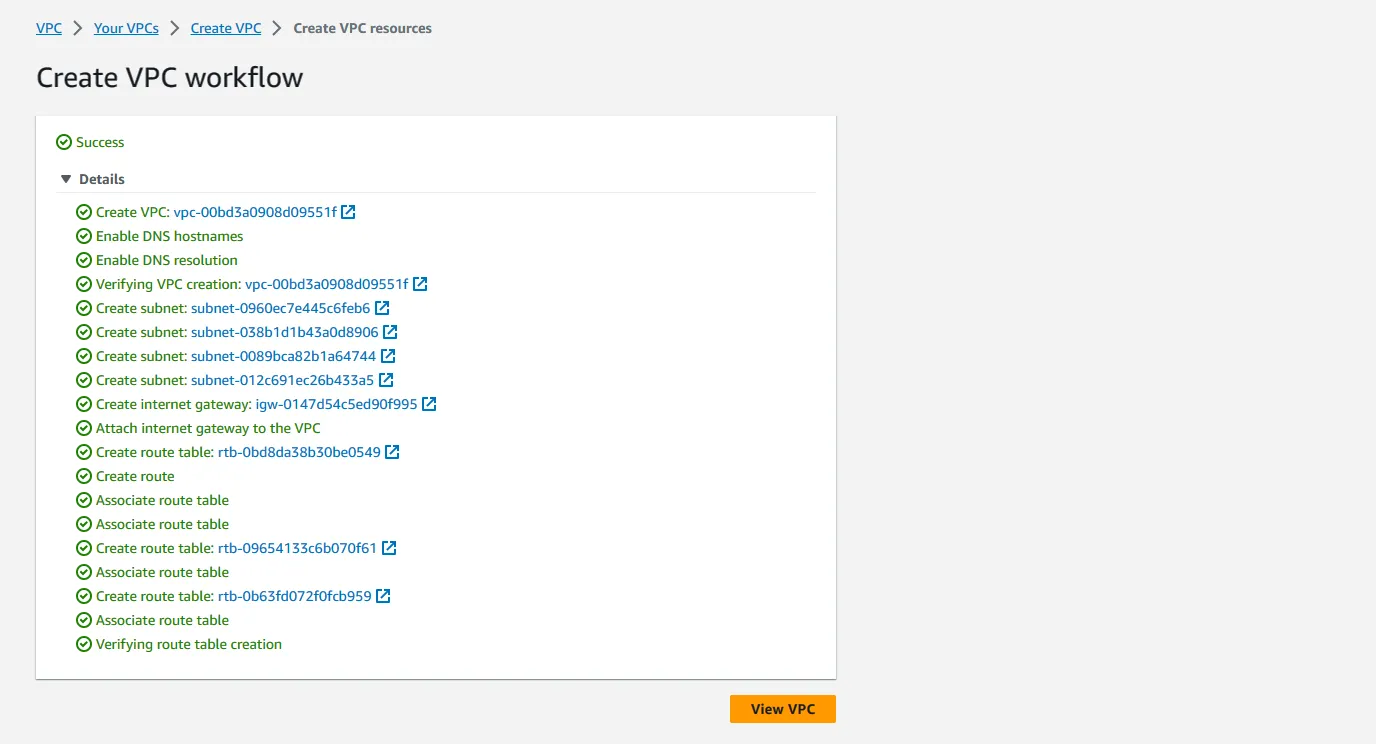 VPC > Your VPCs > Create VPC > Create VPC resources
Create VPC workflow
Success
Details
Create VPC: vpc-00bd3a0908d09551f
Enable DNS hostnames
Enable DNS resolution
Verifying VPC creation: vpc-00bd3a0908d09551f
Create subnet: subnet-0960ec7e445c6feb6
Create subnet: subnet-038b1d1b43a0d8906
Create subnet: subnet-0089bca82b1a64744
Create subnet: subnet-012c691ec26b433a5
Create internet gateway: igw-0147d54c5ed90f995
Attach internet gateway to the VPC
Create route table: rtb-0bd8da38b30be0549
Create route
Associate route table
Associate route table
Create route table: rtb-09654133c6b070f61
Associate route table
Create route table: rtb-0b63fd072f0fcb959
Associate route table
Verifying route table creation
View VPC